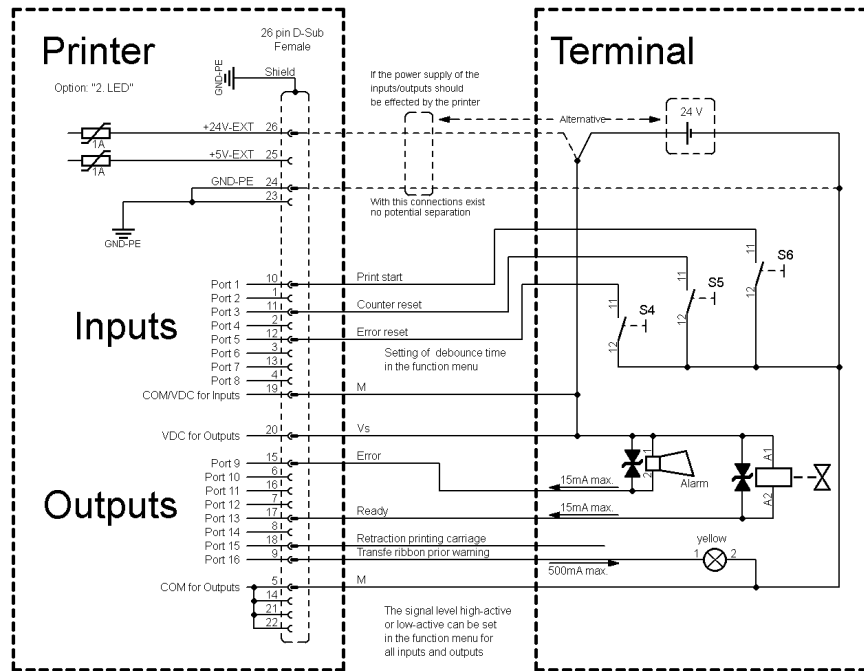 Printer
26 pin D-Sub
Female
Terminal
GND-PE
Shield
Option: "2. LED"
If the power supply of the
inputs/outputs should
be effected by the printer
Alternative
24 V
+24V-EXT 26
1A
+5V-EXT 25
1A
GND-PE 24
23
GND-PE
With this connections exist
no potential separation
11
S6
12
11
S5
12
11
S4
12
Inputs
Port 1 10 Print start
Port 2 1
Port 3 11 Counter reset
Port 4 2
Port 5 12 Error reset
Port 6 3
Port 7 13
Port 8 4
COM/VDC for Inputs 19 M
Setting of debounce time
in the function menu
VDC for Outputs 20 Vs
Outputs
Port 9 15 Error
Port 10 6
Port 11 16
Port 12 7
Port 13 17 Ready
Port 14 8
Port 15 18 Retraction printing carriage
Port 16 9 Transfe ribbon prior warning
1
2
Alarm
15mA max.
A1
A2
15mA max.
yellow
1 2
500mA max.
COM for Outputs 5 M
14
21
22
The signal level high-active
or low-active can be set
in the function menu for
all inputs and outputs